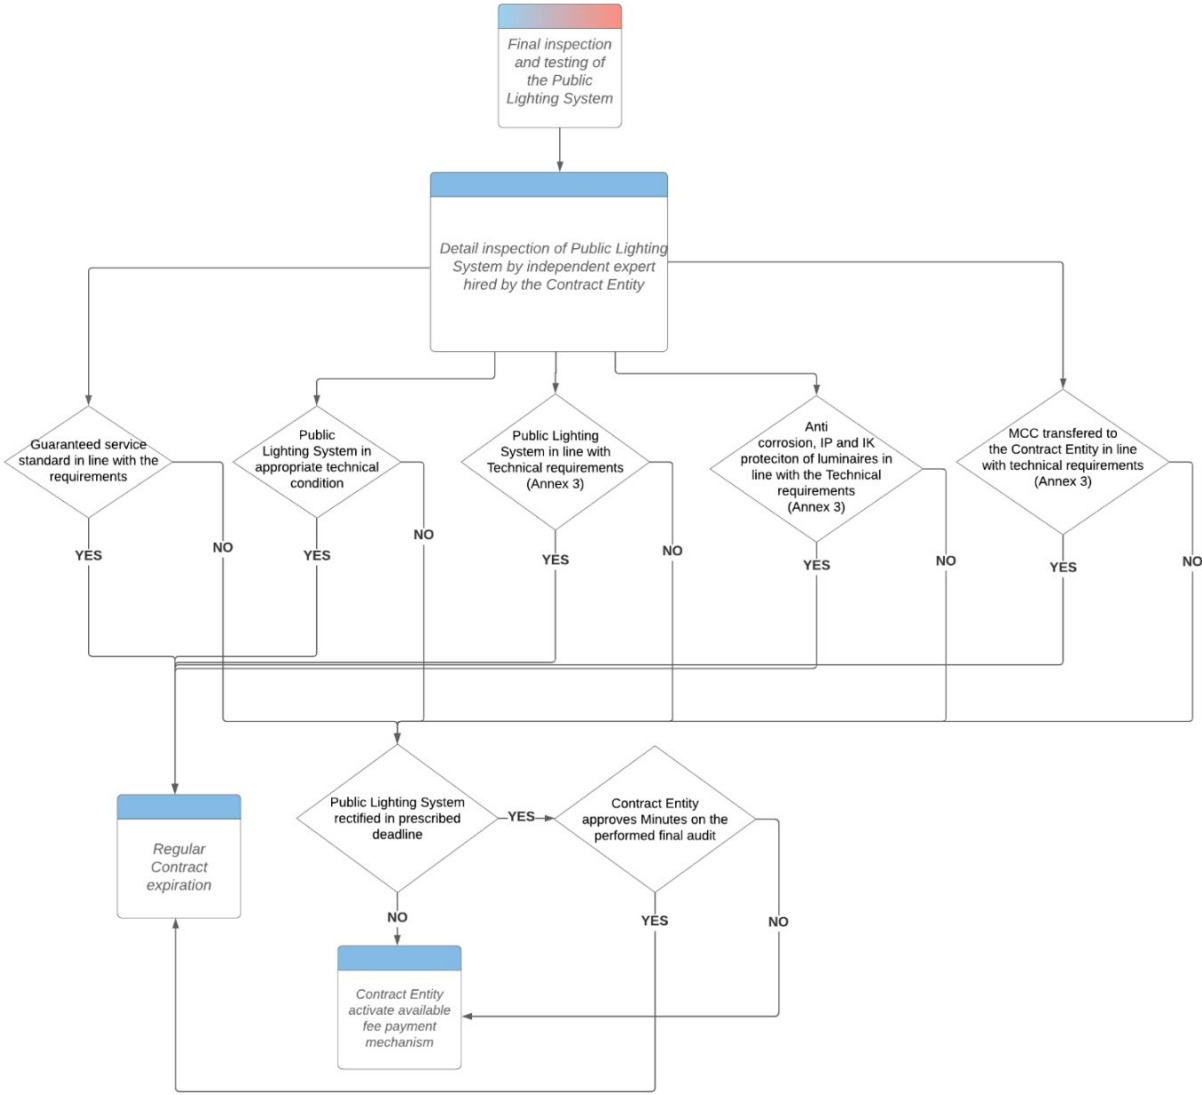 Final inspection
and testing of
the Public
Lighting System
Detail inspection of Public Lighting
System by independent expert
hired by the Contract Entity
Guaranteed service
standard in line with the
requirements
Public
Lighting System in
appropriate technical
condition
Public Lighting
System in line with
Technical requirements
(Annex 3)
Anti
corrosion, IP and IK
proteciton of luminaires in
line with the Technical
requirements
(Annex 3)
MCC transfered to
the Contract Entity in line
with technical requirements
(Annex 3)
YES
NO
YES
NO
YES
NO
YES
NO
YES
NO
Public Lighting System
rectified in prescribed
deadline
YES
Contract Entity
approves Minutes on the
performed final audit
Regular
Contract
expiration
NO
YES
NO
Contract Entity
activate available
fee payment
mechanism